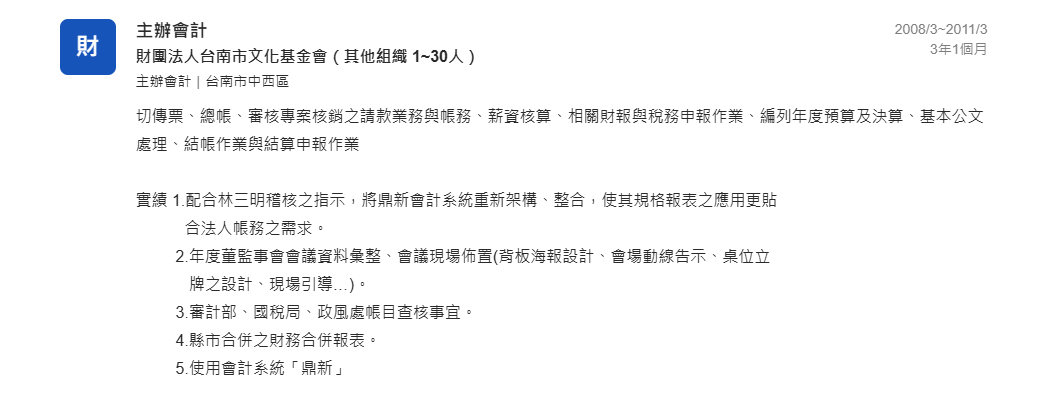 財
主辦會計
2008/3~2011/3
財團法人台南市文化基金會 ( 其他組織 1~30人 )
3年1個月
主辦會計｜台南市中西區
切傳票、總帳、審核專案核銷之請款業務與帳務、薪資核算、相關財報與稅務申報作業、編列年度預算及決算、基本公文
處理、結帳作業與結算申報作業
實績 1.配合林三明稽核之指示，將鼎新會計系統重新架構、整合，使其規格報表之應用更貼
合法人帳務之需求。
2.年度董監事會會議資料彙整、會議現場佈置(背板海報設計、會場動線告示、桌位立
牌之設計、現場引導...)。
3.審計部、國稅局、政風處帳目查核事宜。
4.縣市合併之財務合併報表。
5.使用會計系統「鼎新」